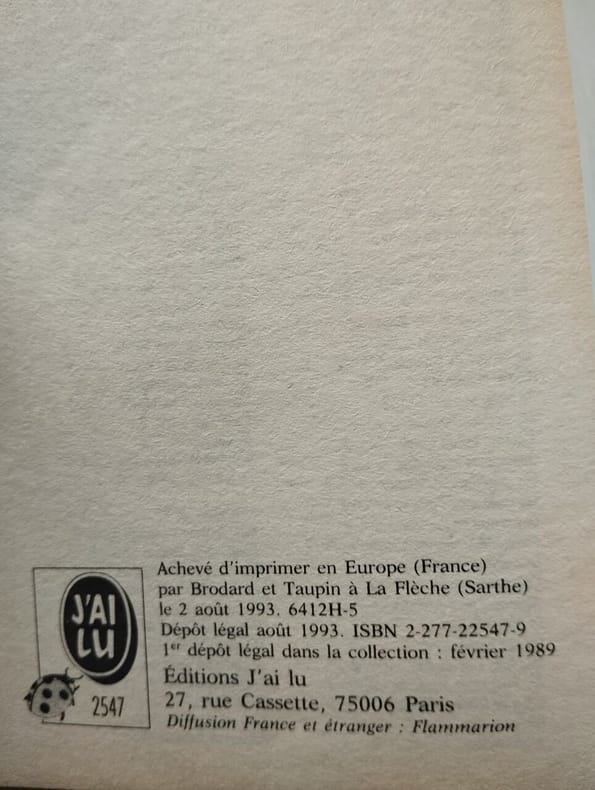 Achevé d'imprimer en Europe (France)
par Brodard et Taupin à La Flèche (Sarthe)
le 2 août 1993. 6412H-5
Dépôt légal août 1993. ISBN 2-277-22547-9
1er dépôt légal dans la collection : février 1989
Éditions J'ai lu
27, rue Cassette, 75006 Paris
Diffusion France et étranger : Flammarion
J'AI
LU
2547